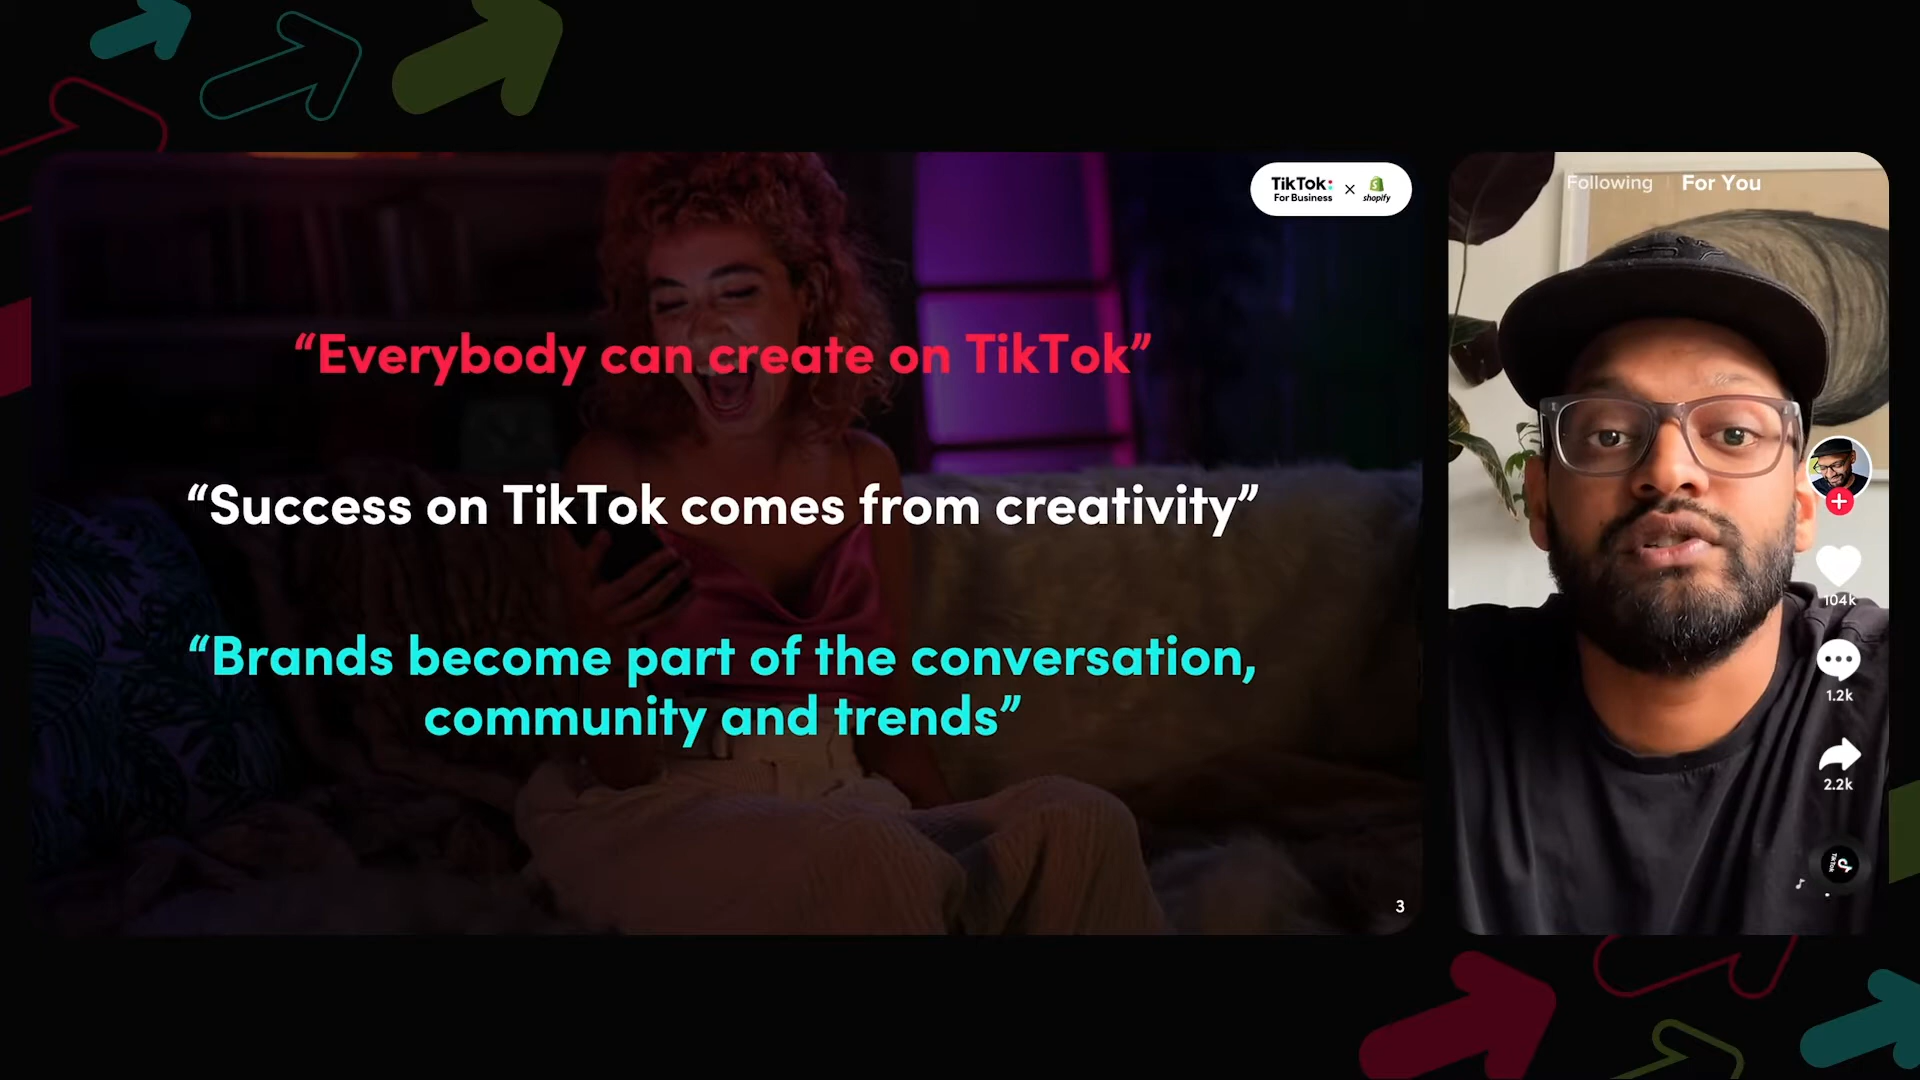 TikTok:
For Business
×
shopify
“Everybody can create on TikTok”
“Success on TikTok comes from creativity”
“Brands become part of the conversation,
community and trends”
3
Following
For You
104k
1.2k
2.2k
TikTok